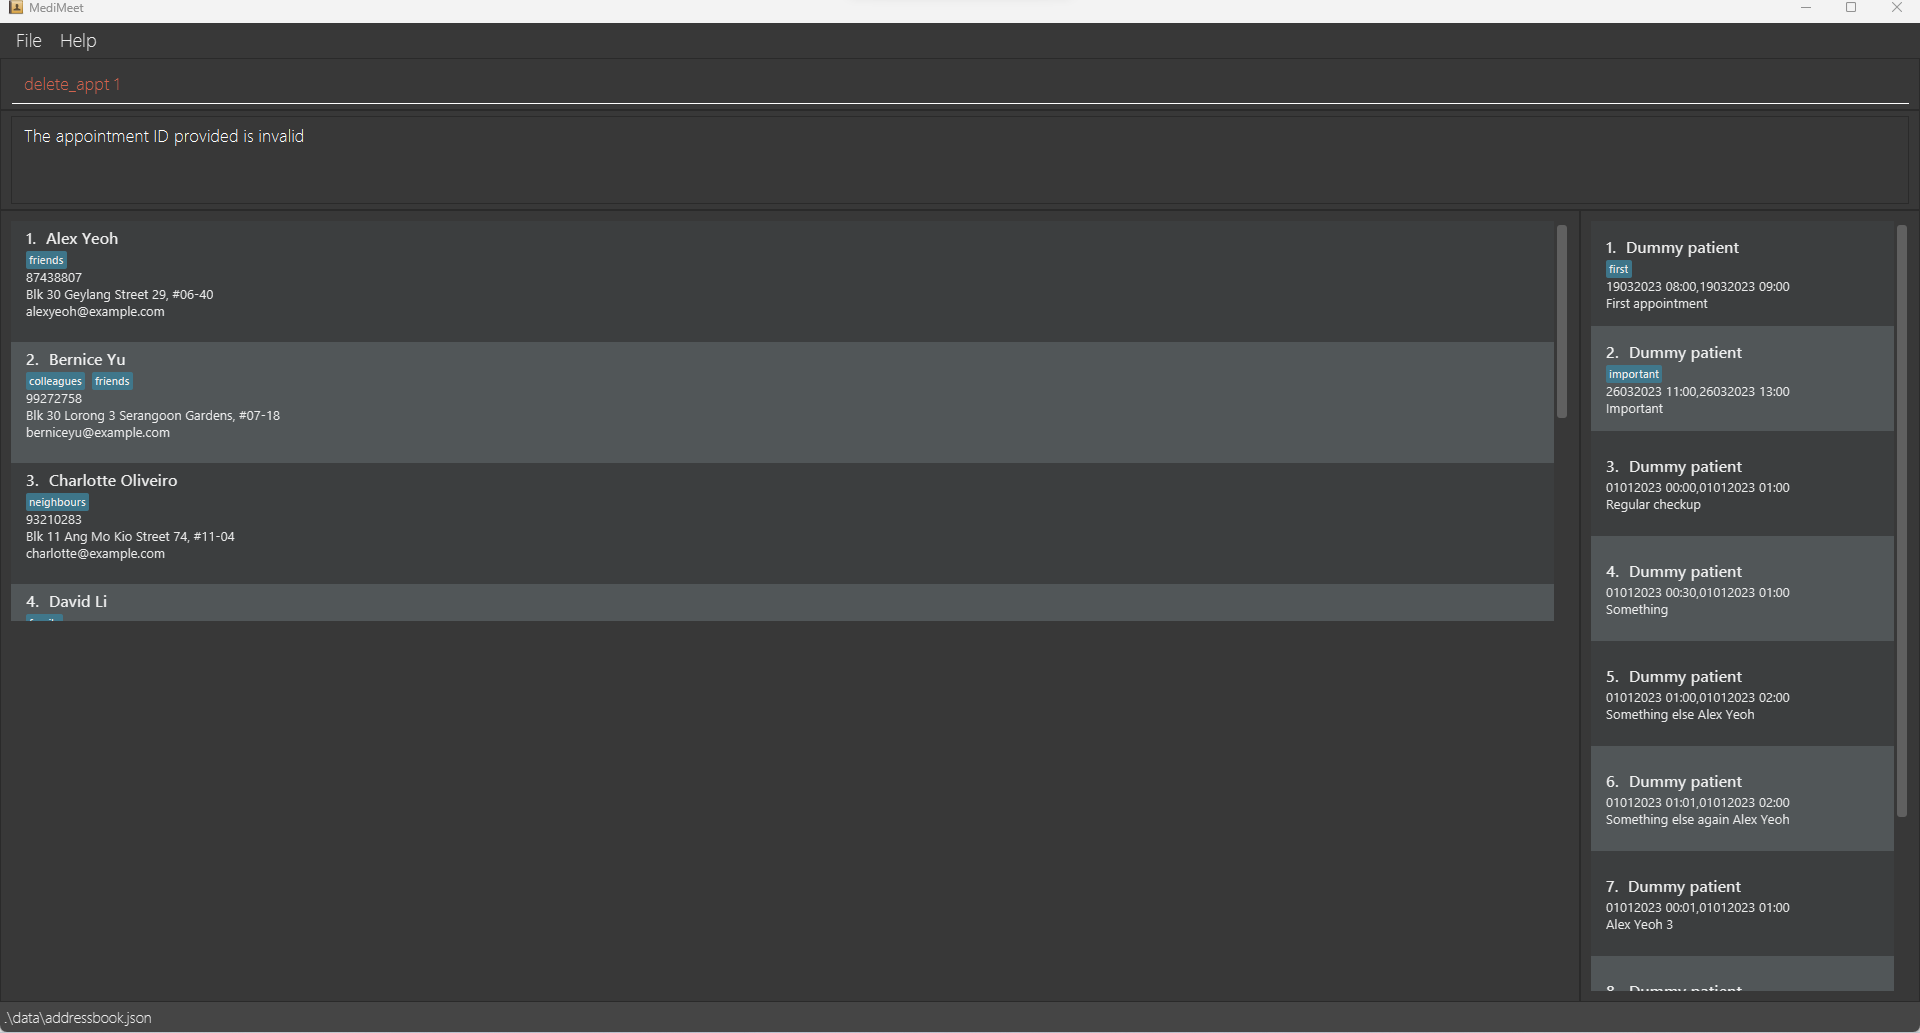 MediMeet
File Help
delete_appt 1
The appointment ID provided is invalid
1. Alex Yeoh
friends
87438807
Blk 30 Geylang Street 29, #06-40
alexyeoh@example.com
2. Bernice Yu
colleagues friends
99272758
Blk 30 Lorong 3 Serangoon Gardens, #07-18
berniceyu@example.com
3. Charlotte Oliveiro
neighbours
93210283
Blk 11 Ang Mo Kio Street 74, #11-04
charlotte@example.com
4. David Li
1. Dummy patient
first
19032023 08:00,19032023 09:00
First appointment
2. Dummy patient
important
26032023 11:00,26032023 13:00
Important
3. Dummy patient
01012023 00:00,01012023 01:00
Regular checkup
4. Dummy patient
01012023 00:30,01012023 01:00
Something
5. Dummy patient
01012023 01:00,01012023 02:00
Something else Alex Yeoh
6. Dummy patient
01012023 01:01,01012023 02:00
Something else again Alex Yeoh
7. Dummy patient
01012023 00:01,01012023 01:00
Alex Yeoh 3
8. Dummy patient
.\data\addressbook.json